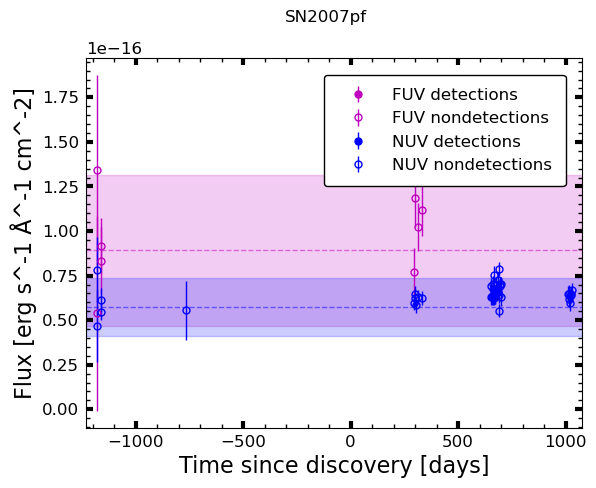 SN2007pf
1e−16
Flux [erg s^-1 Å^-1 cm^-2]
1.75
1.50
1.25
1.00
0.75
0.50
0.25
0.00
FUV detections
FUV nondetections
NUV detections
NUV nondetections
−1000
−500
0
500
1000
Time since discovery [days]